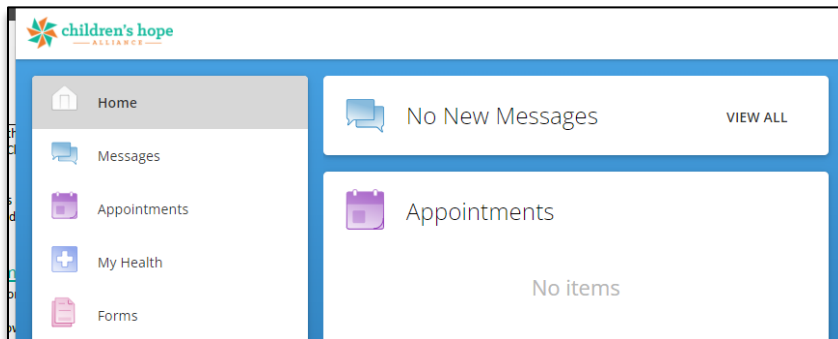 children's hope
ALLIANCE
Home
Messages
Appointments
My Health
Forms
No New Messages
VIEW ALL
Appointments
No items